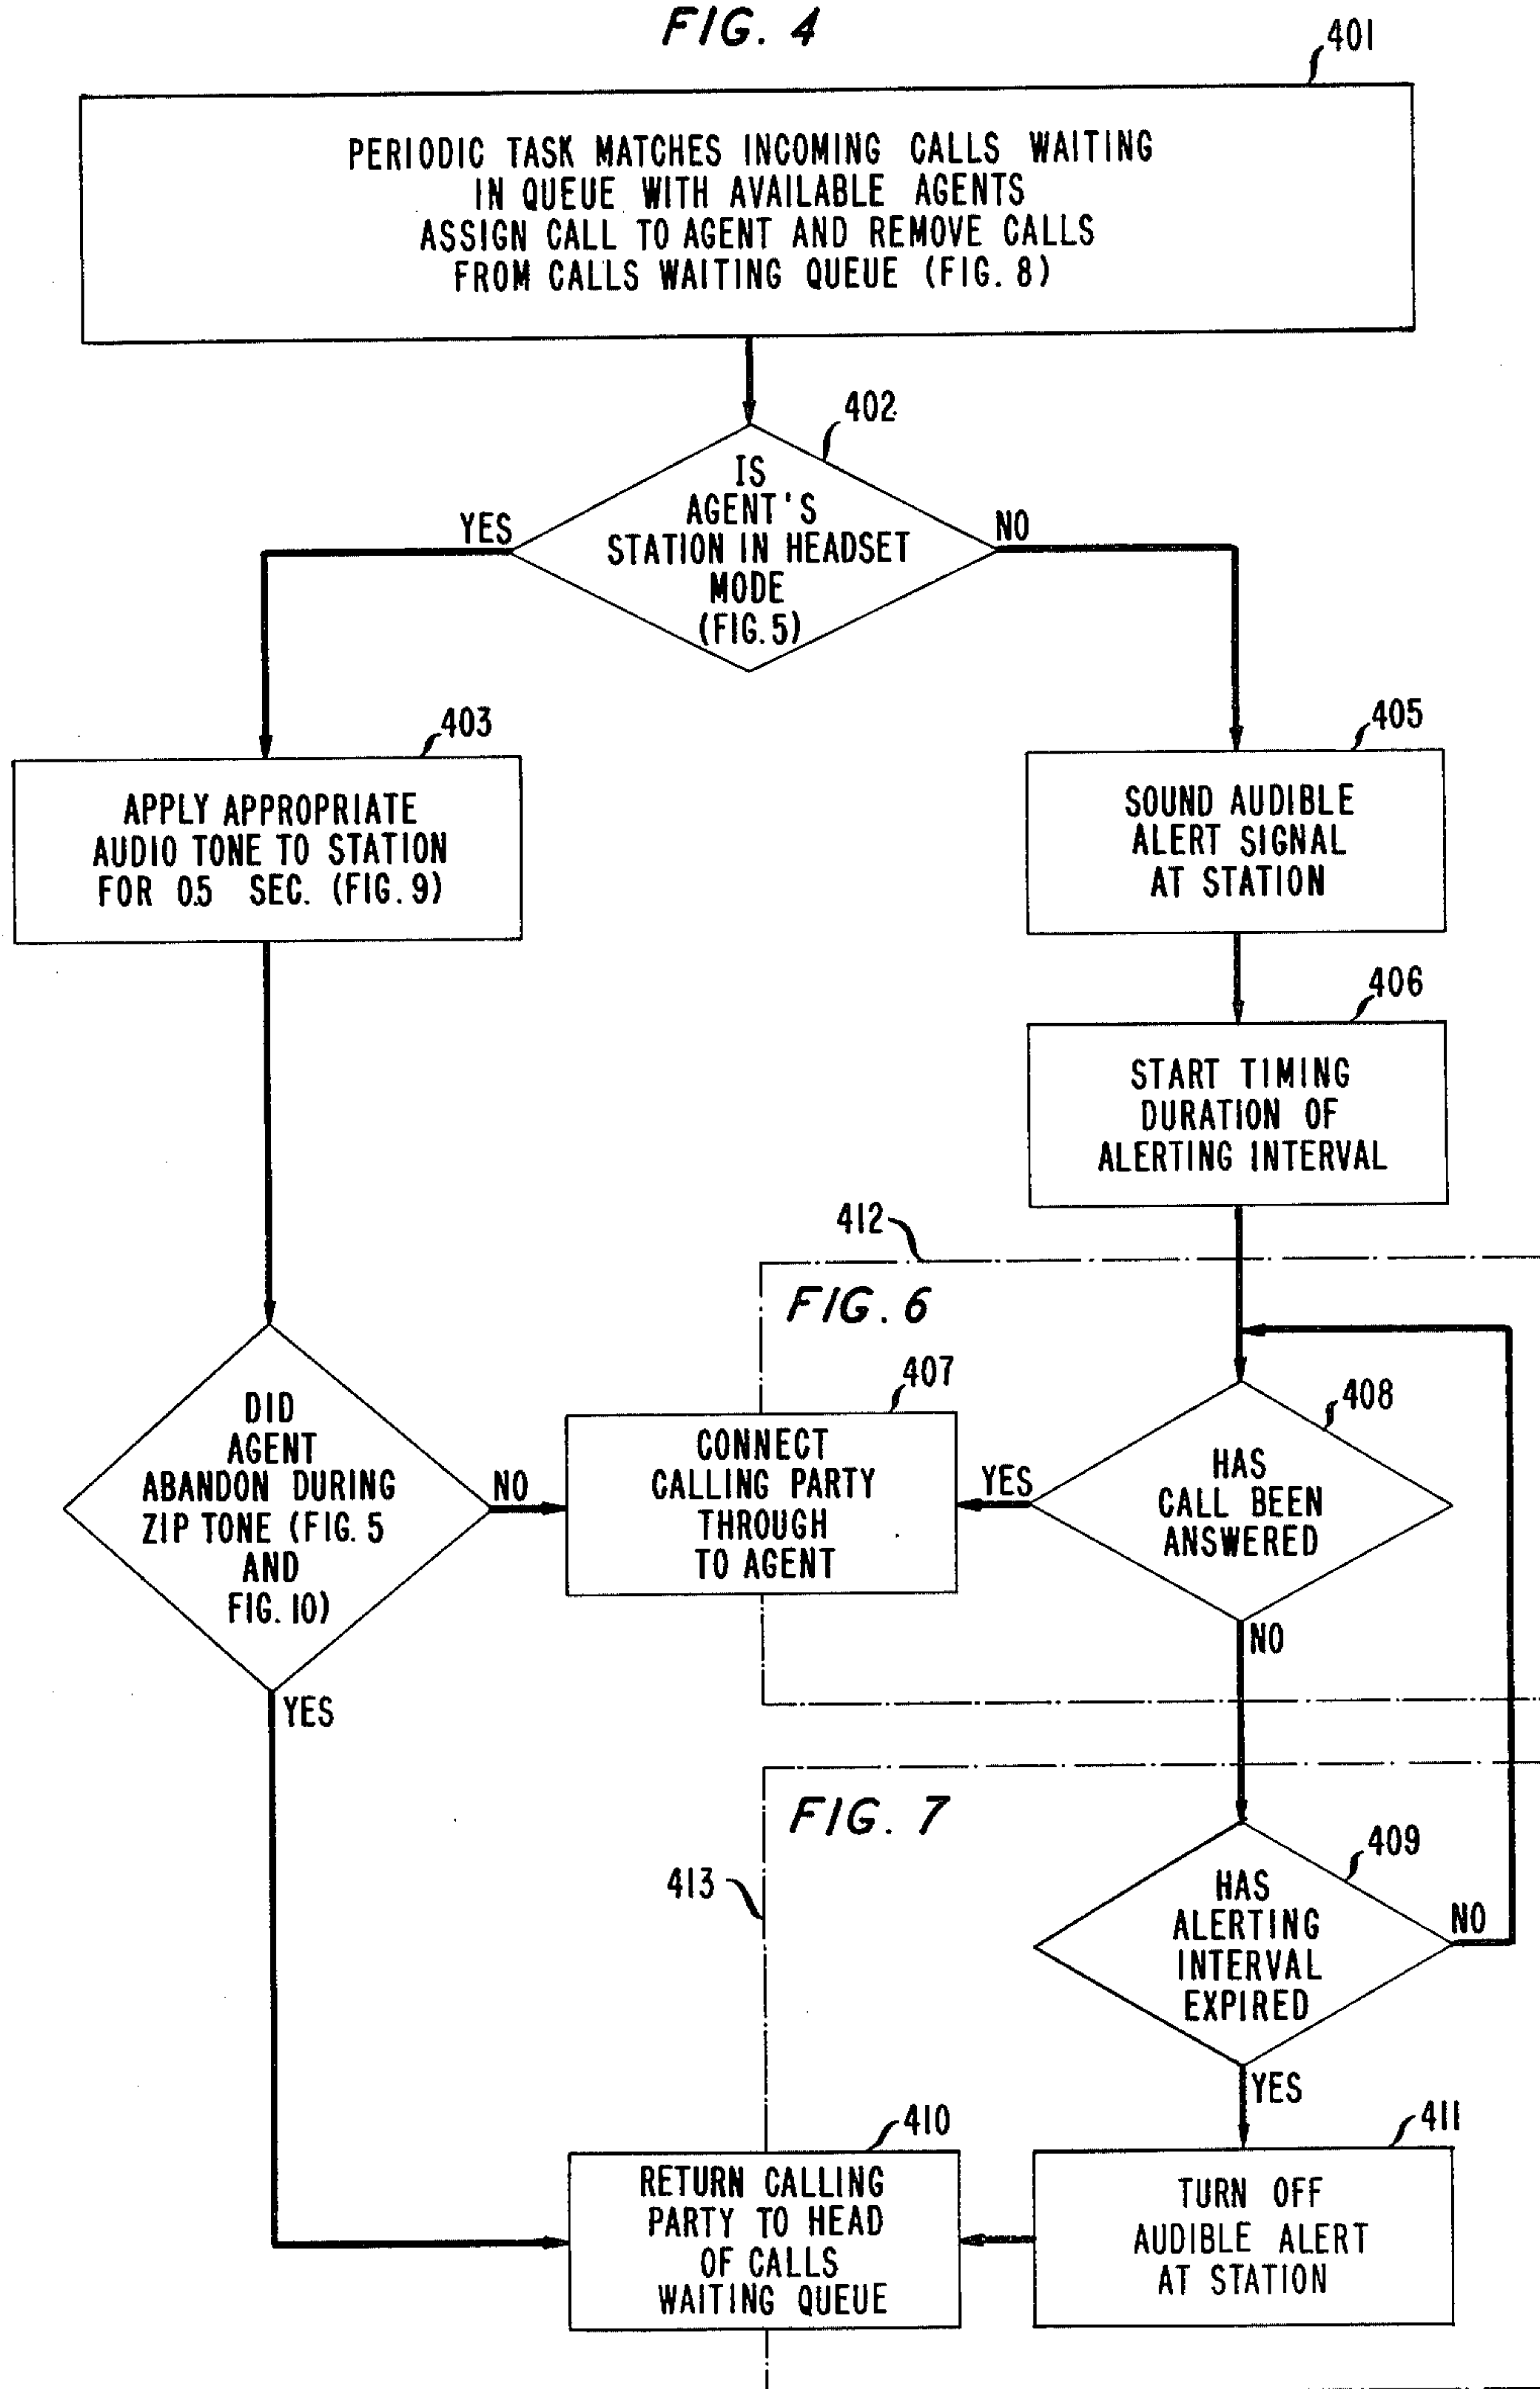 FIG. 4
401
PERIODIC TASK MATCHES INCOMING CALLS WAITING
IN QUEUE WITH AVAILABLE AGENTS
ASSIGN CALL TO AGENT AND REMOVE CALLS
FROM CALLS WAITING QUEUE (FIG. 8)
402
IS
AGENT'S
STATION IN HEADSET
MODE
(FIG. 5)
YES
NO
403
APPLY APPROPRIATE
AUDIO TONE TO STATION
FOR 0.5 SEC. (FIG. 9)
405
SOUND AUDIBLE
ALERT SIGNAL
AT STATION
406
START TIMING
DURATION OF
ALERTING INTERVAL
412
FIG. 6
DID
AGENT
ABANDON DURING
ZIP TONE (FIG. 5
AND
FIG. 10)
NO
YES
407
CONNECT
CALLING PARTY
THROUGH
TO AGENT
YES
408
HAS
CALL BEEN
ANSWERED
NO
FIG. 7
413
409
HAS
ALERTING
INTERVAL
EXPIRED
NO
YES
410
RETURN CALLING
PARTY TO HEAD
OF CALLS
WAITING QUEUE
411
TURN OFF
AUDIBLE ALERT
AT STATION